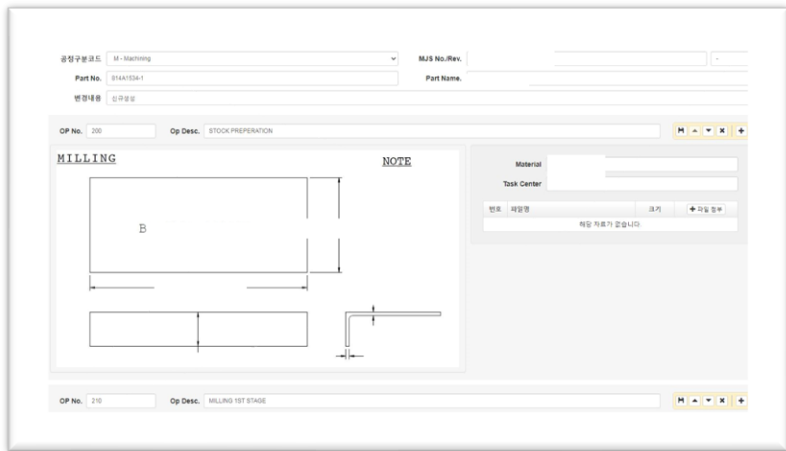 공정구분코드 M - Machining MJS No./Rev. -
Part No. 814A1534-1 Part Name.
변경내용 신규생성
OP No. 200 Op Desc. STOCK PREPERATION
MILLING NOTE
B
Material
Task Center
번호 파일명 크기 파일 첨부
해당 자료가 없습니다.
OP No. 210 Op Desc. MILLING 1ST STAGE